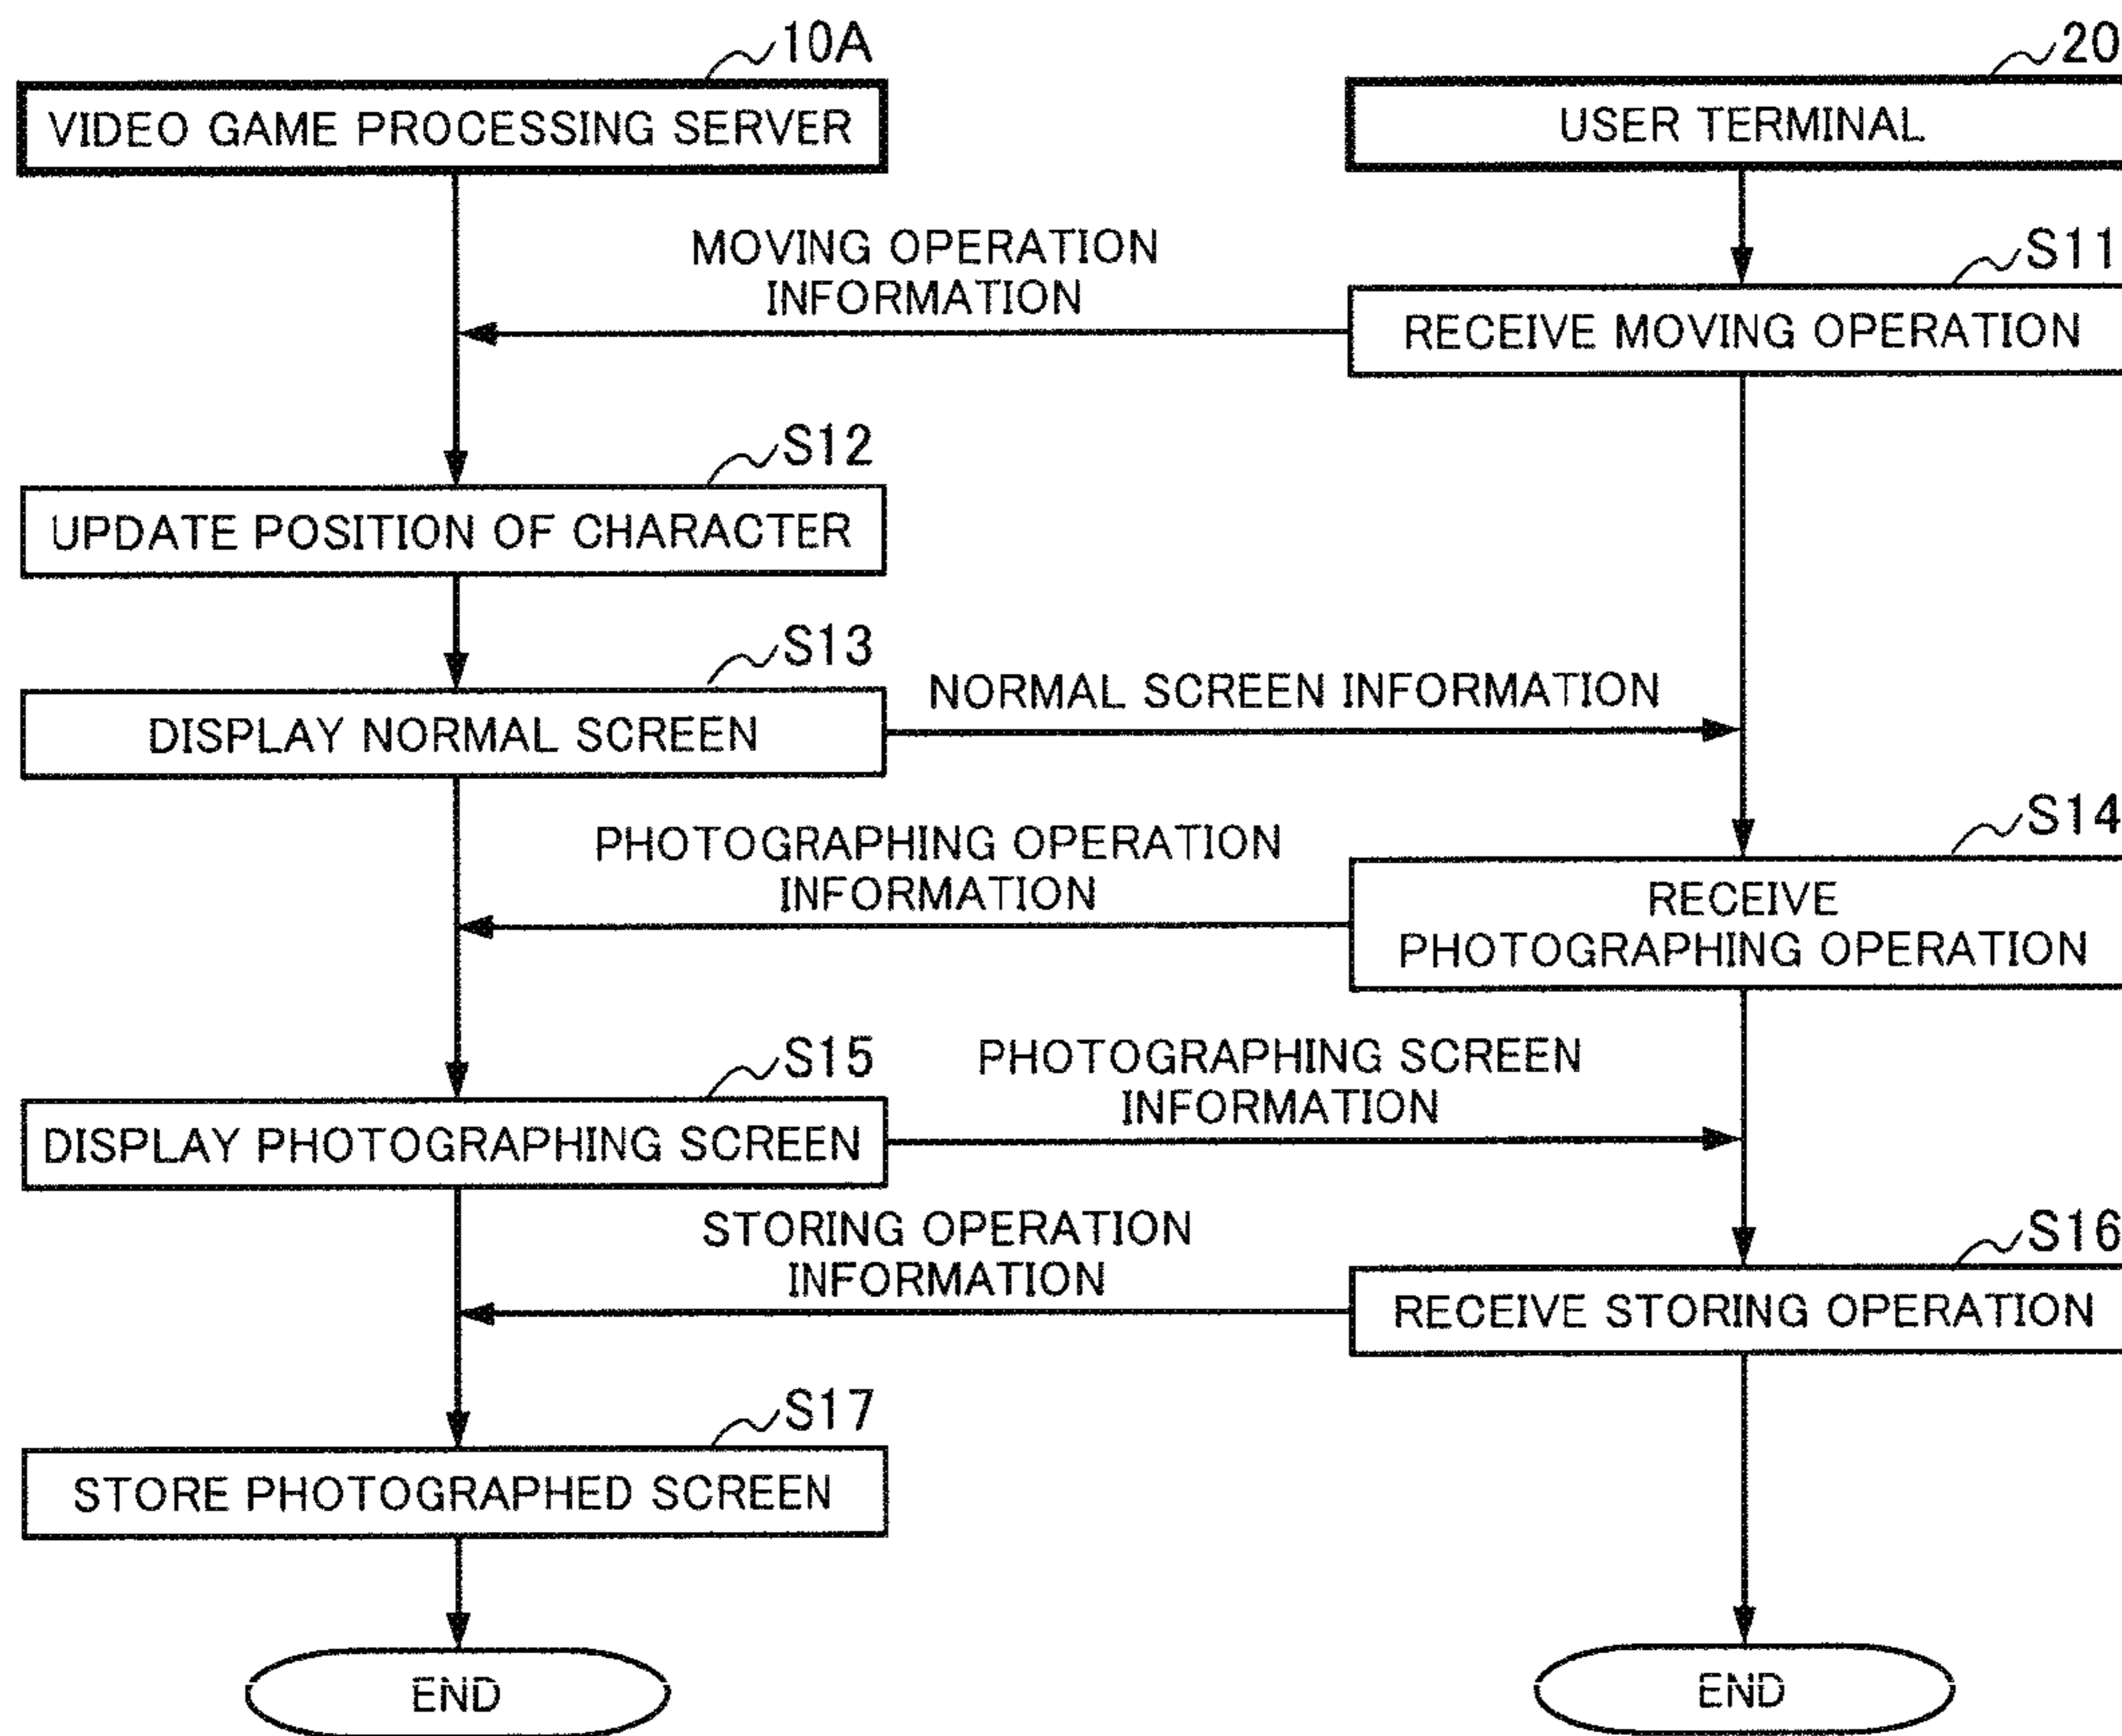 10A
20
VIDEO GAME PROCESSING SERVER
USER TERMINAL
MOVING OPERATION
INFORMATION
S11
RECEIVE MOVING OPERATION
S12
UPDATE POSITION OF CHARACTER
S13
DISPLAY NORMAL SCREEN
NORMAL SCREEN INFORMATION
S14
PHOTOGRAPHING OPERATION
INFORMATION
RECEIVE
PHOTOGRAPHING OPERATION
S15
DISPLAY PHOTOGRAPHING SCREEN
PHOTOGRAPHING SCREEN
INFORMATION
STORING OPERATION
INFORMATION
S16
RECEIVE STORING OPERATION
S17
STORE PHOTOGRAPHED SCREEN
END
END